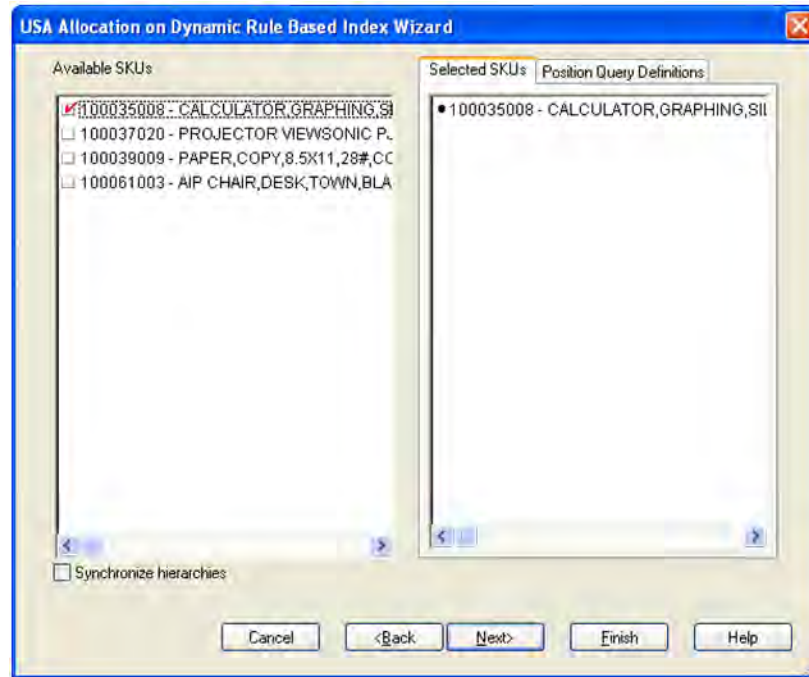 USA Allocation on Dynamic Rule Based Index Wizard
Available SKUs
100035008 - CALCULATOR,GRAPHING,SI
100037020 - PROJECTOR VIEWSONIC P
100039009 - PAPER,COPY,8.5X11,28#,CC
100061003 - AIP CHAIR,DESK,TOWN,BLA
Synchronize hierarchies
Selected SKUs Position Query Definitions
100035008 - CALCULATOR,GRAPHING,SIL
Cancel <Back Next> Finish Help